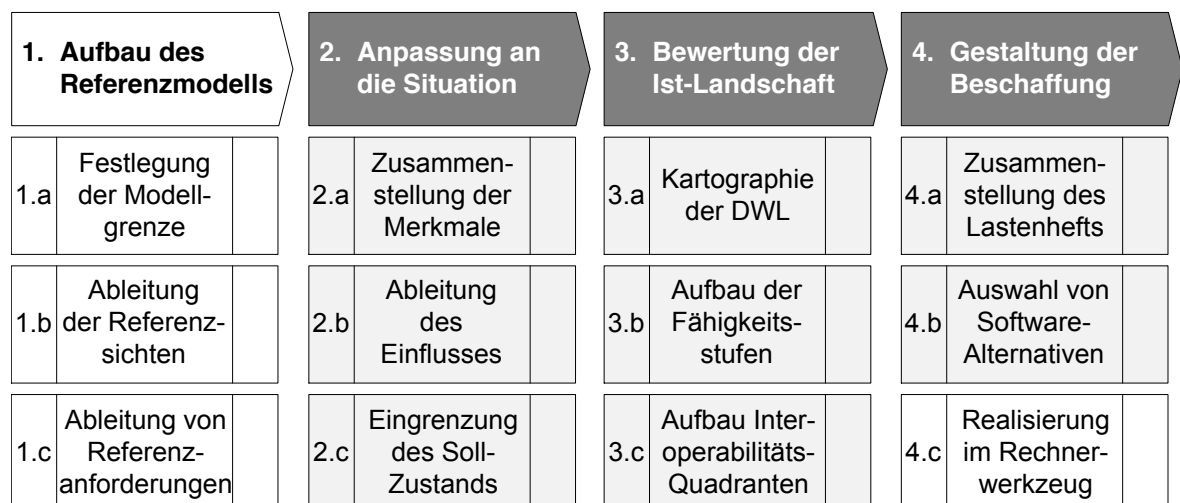 1. Aufbau des
Referenzmodells
2. Anpassung an
die Situation
3. Bewertung der
Ist-Landschaft
4. Gestaltung der
Beschaffung
1.a
Festlegung
der Modell-
grenze
2.a
Zusammen-
stellung der
Merkmale
3.a
Kartographie
der DWL
4.a
Zusammen-
stellung des
Lastenhefts
1.b
Ableitung
der Referenz-
sichten
2.b
Ableitung
des
Einflusses
3.b
Aufbau der
Fähigkeits-
stufen
4.b
Auswahl von
Software-
Alternativen
1.c
Ableitung von
Referenz-
anforderungen
2.c
Eingrenzung
des Soll-
Zustands
3.c
Aufbau Inter-
operabilitäts-
Quadranten
4.c
Realisierung
im Rechner-
werkzeug